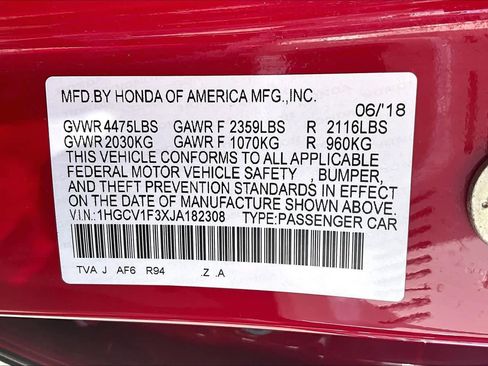 MFD.BY HONDA OF AMERICA MFG.,INC.
06/'18
GVWR 4475LBS GAWR F 2359LBS R 2116LBS
GVWR 2030KG GAWR F 1070KG R 960KG
THIS VEHICLE CONFORMS TO ALL APPLICABLE
FEDERAL MOTOR VEHICLE SAFETY , BUMPER,
AND THEFT PREVENTION STANDARDS IN EFFECT
ON THE DATE OF MANUFACTURE SHOWN ABOVE.
V.I.N.:1HGCV1F3XJA182308 TYPE:PASSENGER CAR
TVA J AF6 R94 .Z .A